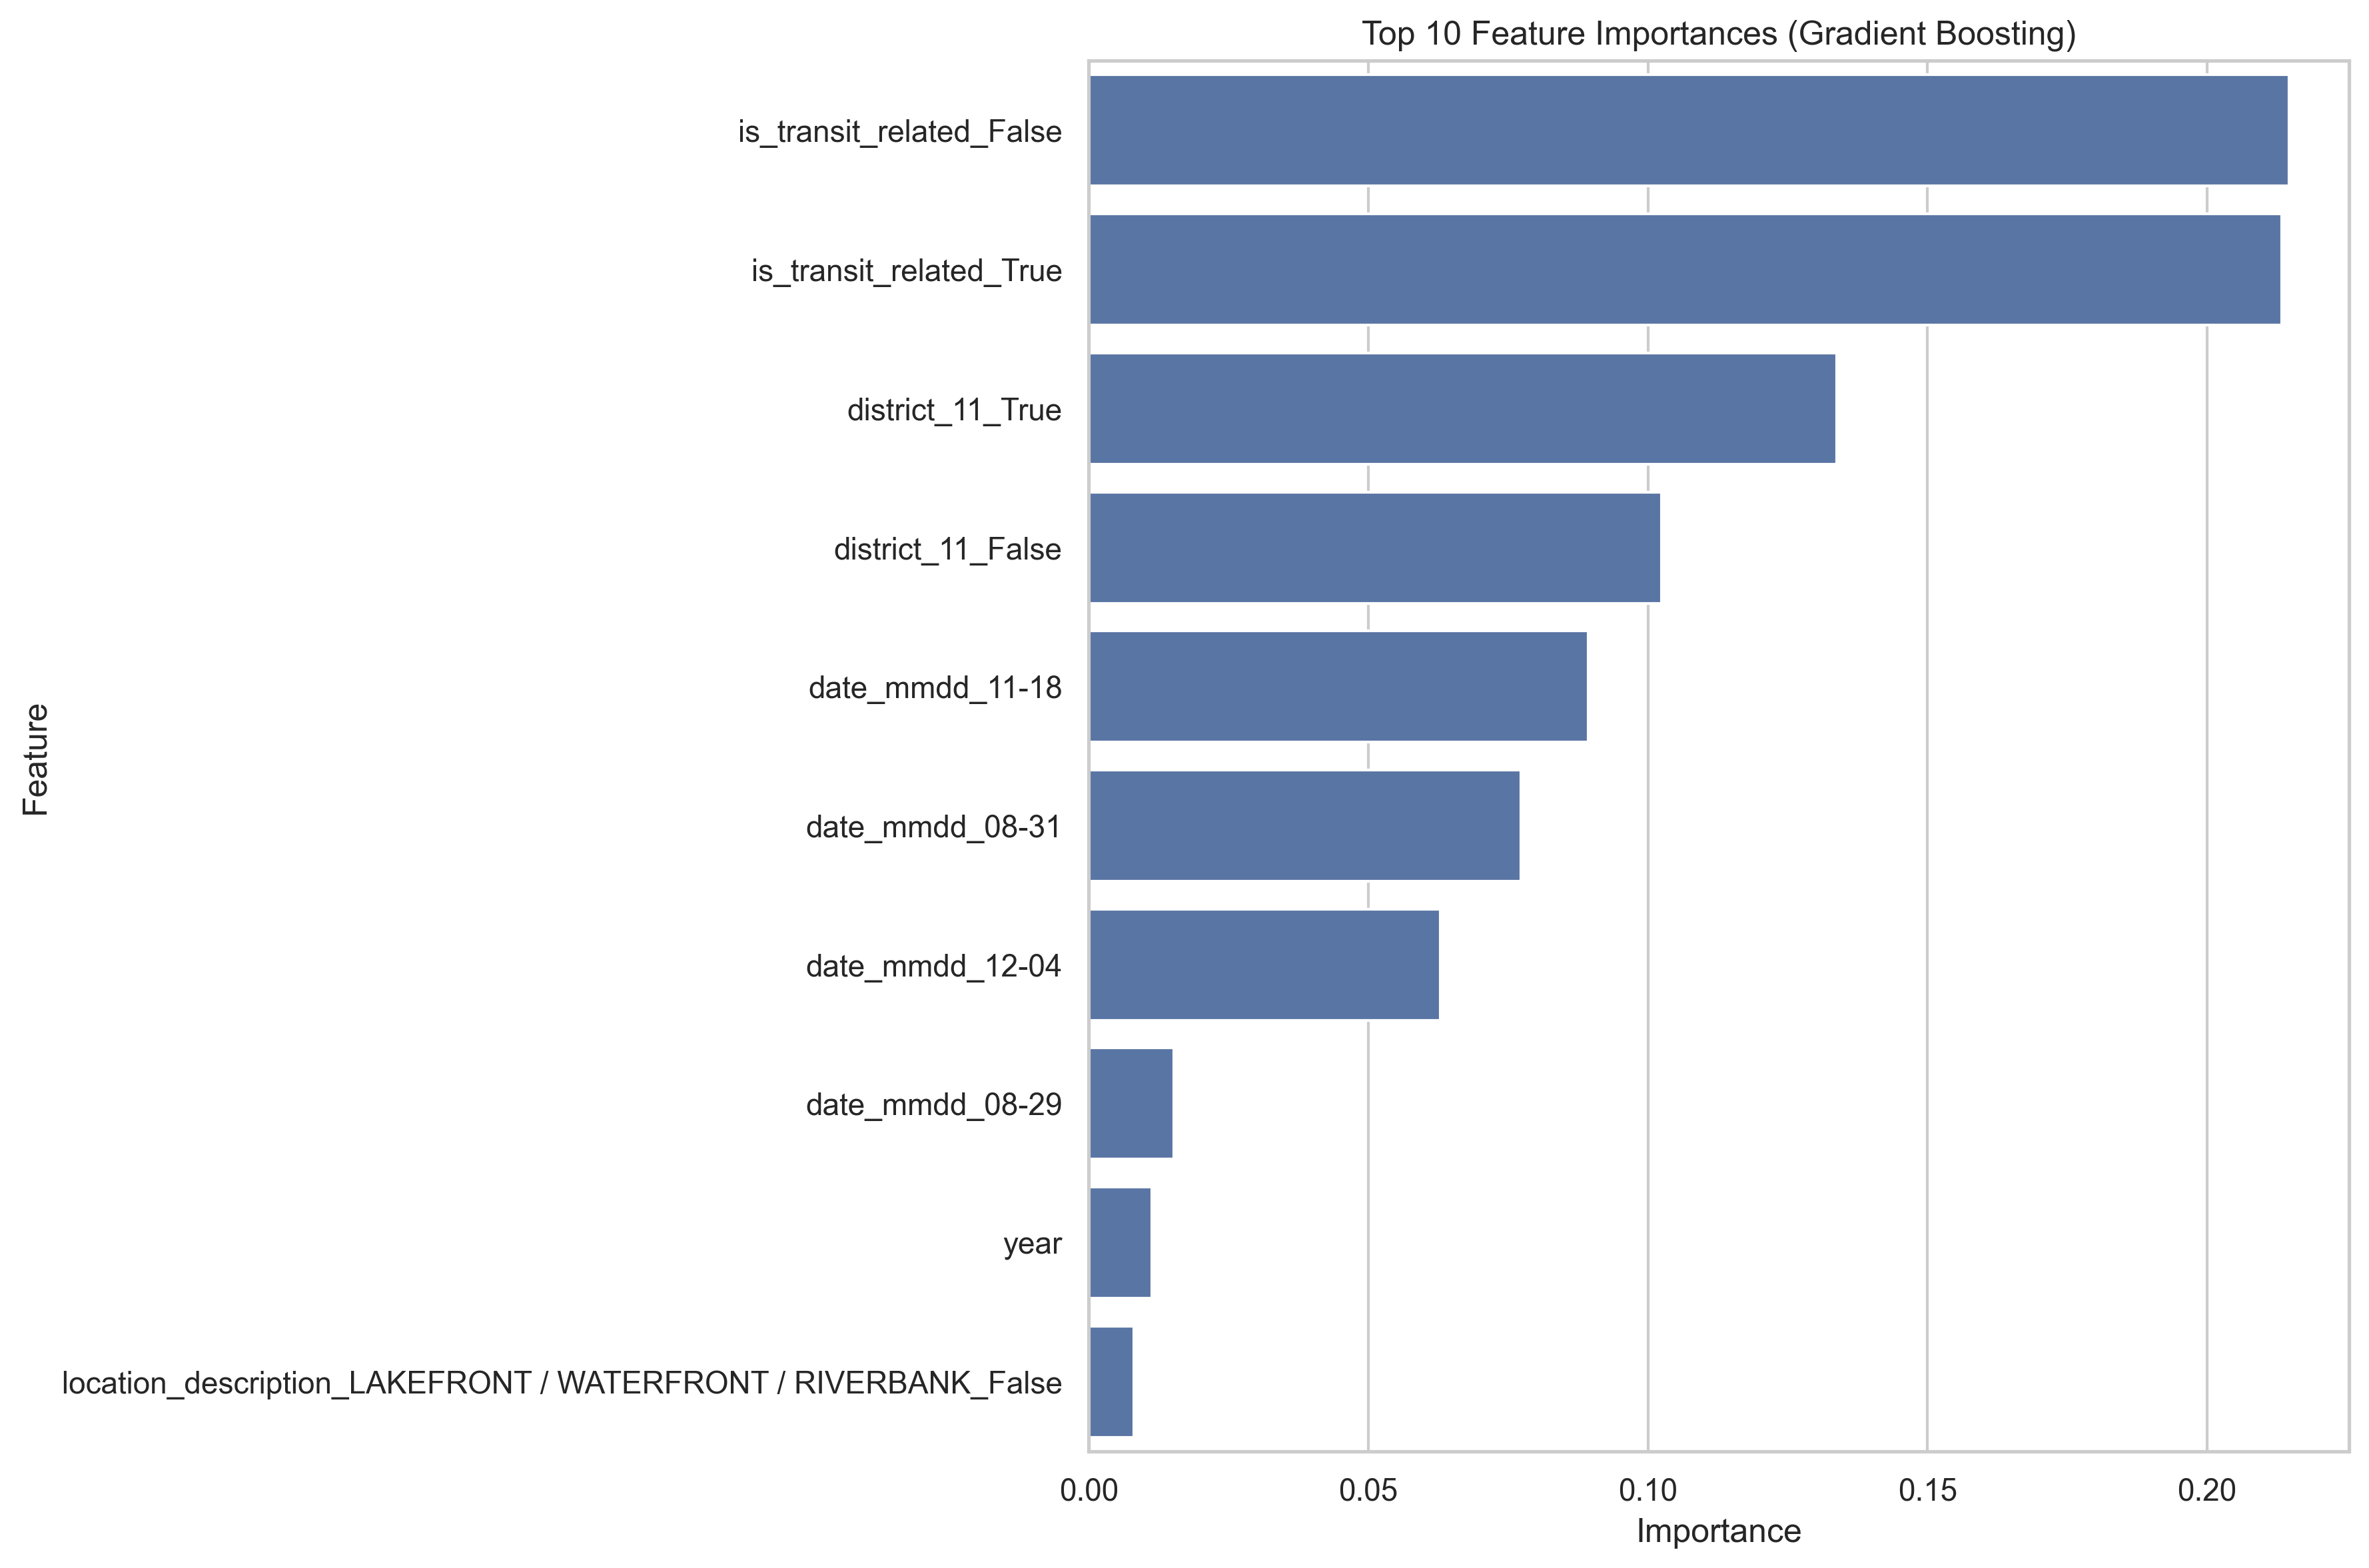 Top 10 Feature Importances (Gradient Boosting)
is_transit_related_False
is_transit_related_True
district_11_True
district_11_False
date_mmdd_11-18
date_mmdd_08-31
date_mmdd_12-04
date_mmdd_08-29
year
location_description_LAKEFRONT / WATERFRONT / RIVERBANK_False
Feature
0.00 0.05 0.10 0.15 0.20
Importance